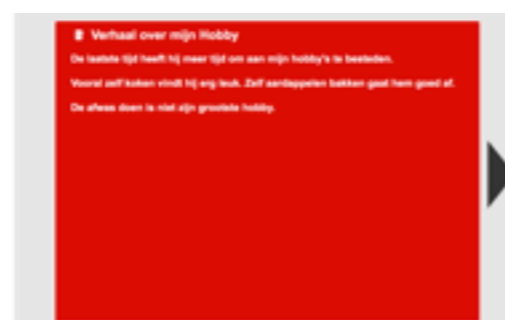 Verhaal over mijn Hobby
De laatste tijd heeft hij meer tijd om aan mijn hobby's te besteden.
Vooral zelf koken vindt hij erg leuk. Zelf aardappelen bakken gaat hem goed af.
De afwas doen is niet zijn grootste hobby.